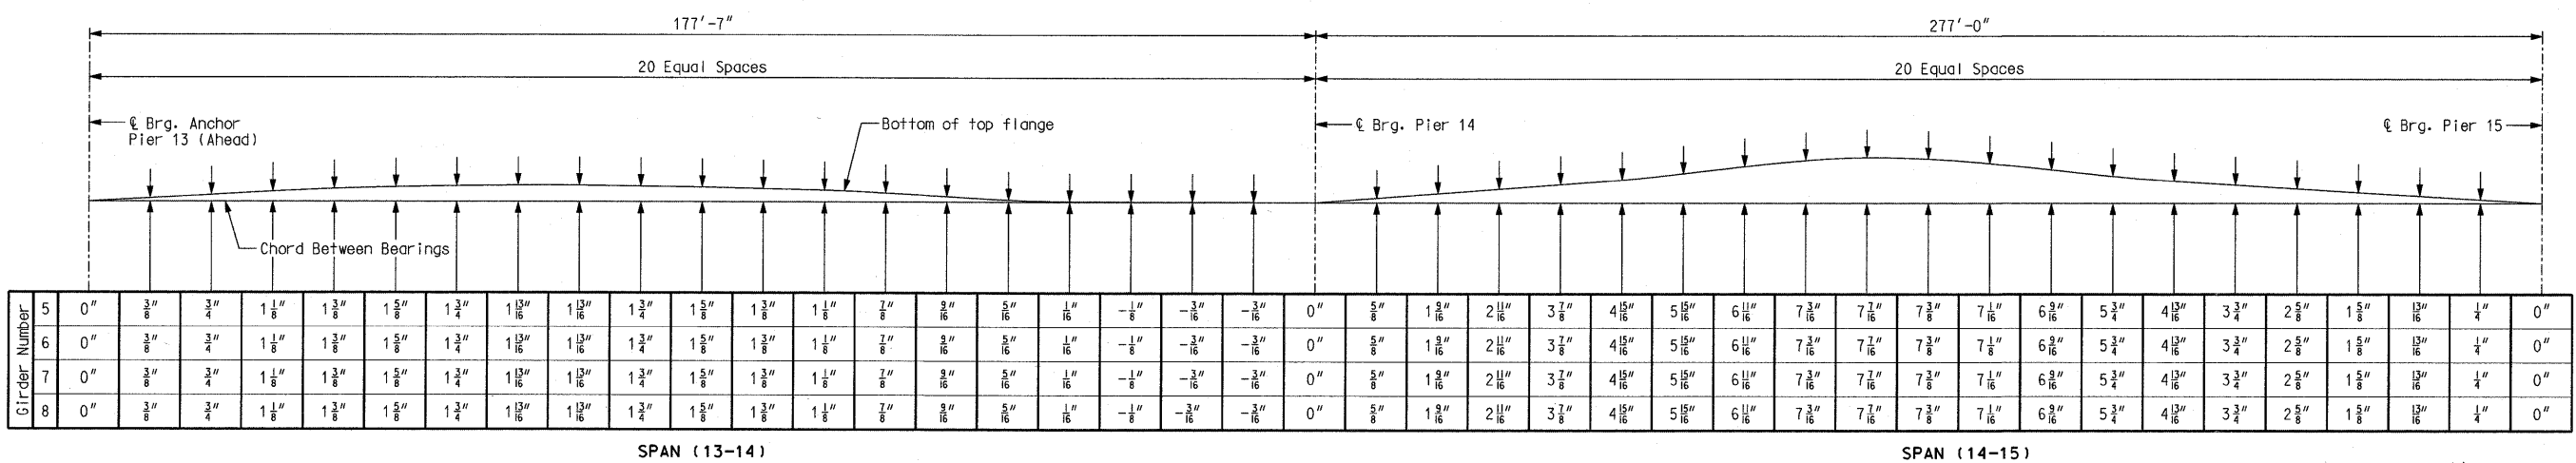 177'-7" 277'-0"
20 Equal Spaces 20 Equal Spaces
℄ Brg. Anchor
Pier 13 (Ahead)
Bottom of top flange
℄ Brg. Pier 14
℄ Brg. Pier 15
Chord Between Bearings
Girder Number
5 0" 3/8" 3/4" 1 1/8" 1 3/8" 1 5/8" 1 3/4" 1 13/16" 1 13/16" 1 3/4" 1 5/8" 1 3/8" 1 1/8" 7/8" 9/16" 5/16" 1/16" -1/8" -3/16" -3/16" 0" 5/8" 1 9/16" 2 11/16" 3 7/8" 4 15/16" 5 15/16" 6 11/16" 7 3/16" 7 7/16" 7 3/8" 7 1/16" 6 9/16" 5 3/4" 4 13/16" 3 3/4" 2 5/8" 1 5/8" 13/16" 1/4" 0"
6 0" 3/8" 3/4" 1 1/8" 1 3/8" 1 5/8" 1 3/4" 1 13/16" 1 13/16" 1 3/4" 1 5/8" 1 3/8" 1 1/8" 7/8" 9/16" 5/16" 1/16" -1/8" -3/16" -3/16" 0" 5/8" 1 9/16" 2 11/16" 3 7/8" 4 15/16" 5 15/16" 6 11/16" 7 3/16" 7 7/16" 7 3/8" 7 1/8" 6 9/16" 5 3/4" 4 13/16" 3 3/4" 2 5/8" 1 5/8" 13/16" 1/4" 0"
7 0" 3/8" 3/4" 1 1/8" 1 3/8" 1 5/8" 1 3/4" 1 13/16" 1 13/16" 1 3/4" 1 5/8" 1 3/8" 1 1/8" 7/8" 9/16" 5/16" 1/16" -1/8" -3/16" -3/16" 0" 5/8" 1 9/16" 2 11/16" 3 7/8" 4 15/16" 5 15/16" 6 11/16" 7 3/16" 7 7/16" 7 3/8" 7 1/16" 6 9/16" 5 3/4" 4 13/16" 3 3/4" 2 5/8" 1 5/8" 13/16" 1/4" 0"
8 0" 3/8" 3/4" 1 1/8" 1 3/8" 1 5/8" 1 3/4" 1 13/16" 1 13/16" 1 3/4" 1 5/8" 1 3/8" 1 1/8" 7/8" 9/16" 5/16" 1/16" -1/8" -3/16" -3/16" 0" 5/8" 1 9/16" 2 11/16" 3 7/8" 4 15/16" 5 15/16" 6 11/16" 7 3/16" 7 7/16" 7 3/8" 7 1/16" 6 9/16" 5 3/4" 4 13/16" 3 3/4" 2 5/8" 1 5/8" 13/16" 1/4" 0"
SPAN (13-14) SPAN (14-15)